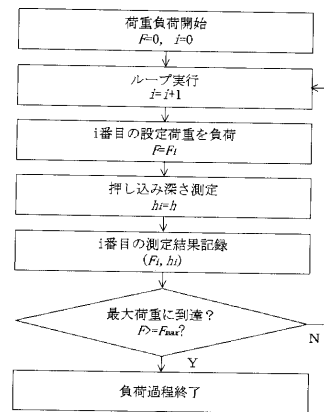 荷重負荷開始
F=0, i=0
ループ実行
i=i+1
i番目の設定荷重を負荷
F=Fi
押し込み深さ測定
hi=h
i番目の測定結果記録
(Fi, hi)
最大荷重に到達？
F>=Fmax?
N
Y
負荷過程終了